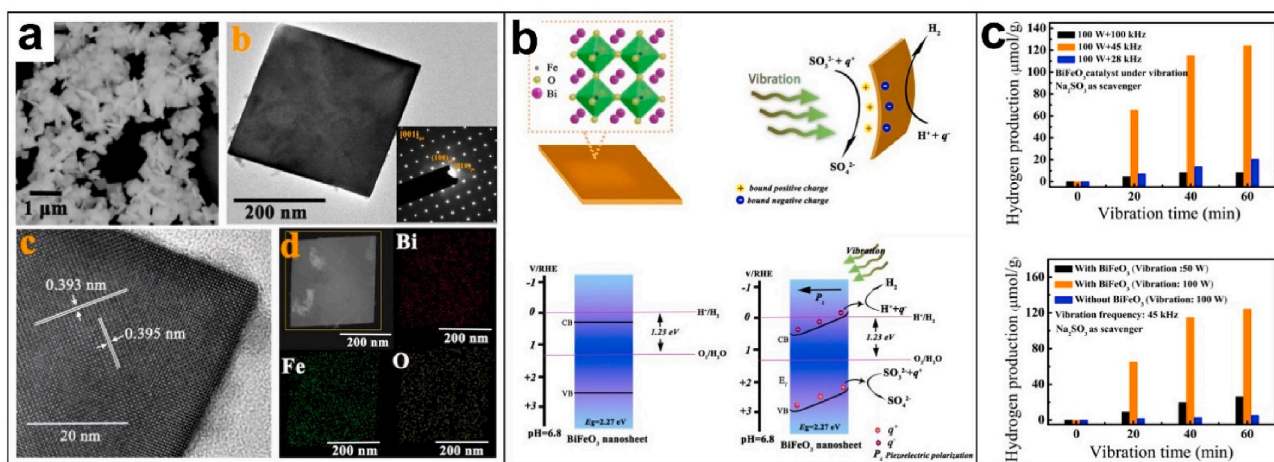 a
1 μm
b
[001]
(100)
200 nm
c
0.393 nm
0.395 nm
20 nm
d
Bi
200 nm
200 nm
Fe
O
200 nm
200 nm
b
Fe
O
Bi
Vibration
SO₃²⁻+ q⁺
H₂
SO₄²⁻
H⁺+ q⁻
bound positive charge
bound negative charge
V/RHE
-1
0
1
+2
+3
pH=6.8
CB
VB
H⁺/H₂
1.23 eV
O₂/H₂O
Eg=2.27 eV
BiFeO₃ nanosheet
Vibration
V/RHE
-1
0
1
+2
+3
pH=6.8
H₂
H⁺+q⁻
H⁺/H₂
CB
1.23 eV
O₂/H₂O
SO₃²⁻+q⁺
SO₄²⁻
VB
Eg=2.27 eV
BiFeO₃ nanosheet
q⁺
q⁻
Piezorelectric polarization
c
Hydrogen production (μmol/g)
140
120
100
80
60
40
20
0
100 W+100 kHz
100 W+45 kHz
100 W+28 kHz
BiFeO₃catalyst under vibration
Na₂SO₃ as scavenger
0
20
40
60
Vibration time (min)
Hydrogen production (μmol/g)
200
160
120
80
40
0
With BiFeO₃ (Vibration :50 W)
With BiFeO₃ (Vibration: 100 W)
Without BiFeO₃ (Vibration: 100 W)
Vibration frequency: 45 kHz
Na₂SO₃ as scavenger
0
20
40
60
Vibration time (min)